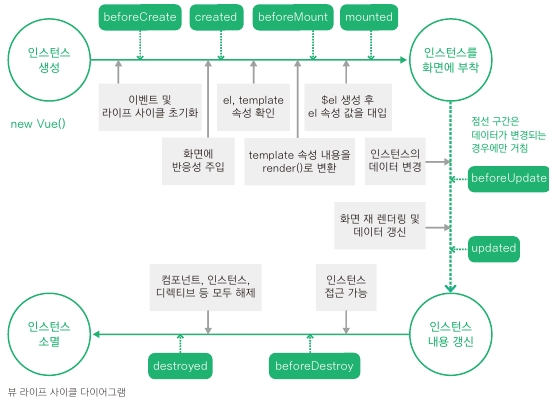 beforeCreate
created
beforeMount
mounted
인스턴스
생성
인스턴스를
화면에 부착
new Vue()
이벤트 및
라이프 사이클 초기화
el, template
속성 확인
$el 생성 후
el 속성 값을 대입
점선 구간은
데이터가 변경되는
경우에만 거침
화면에
반응성 주입
template 속성 내용을
render()로 변환
인스턴스의
데이터 변경
beforeUpdate
화면 재 렌더링 및
데이터 갱신
updated
컴포넌트, 인스턴스,
디렉티브 등 모두 해제
인스턴스
접근 가능
인스턴스
소멸
인스턴스
내용 갱신
destroyed
beforeDestroy
뷰 라이프 사이클 다이어그램